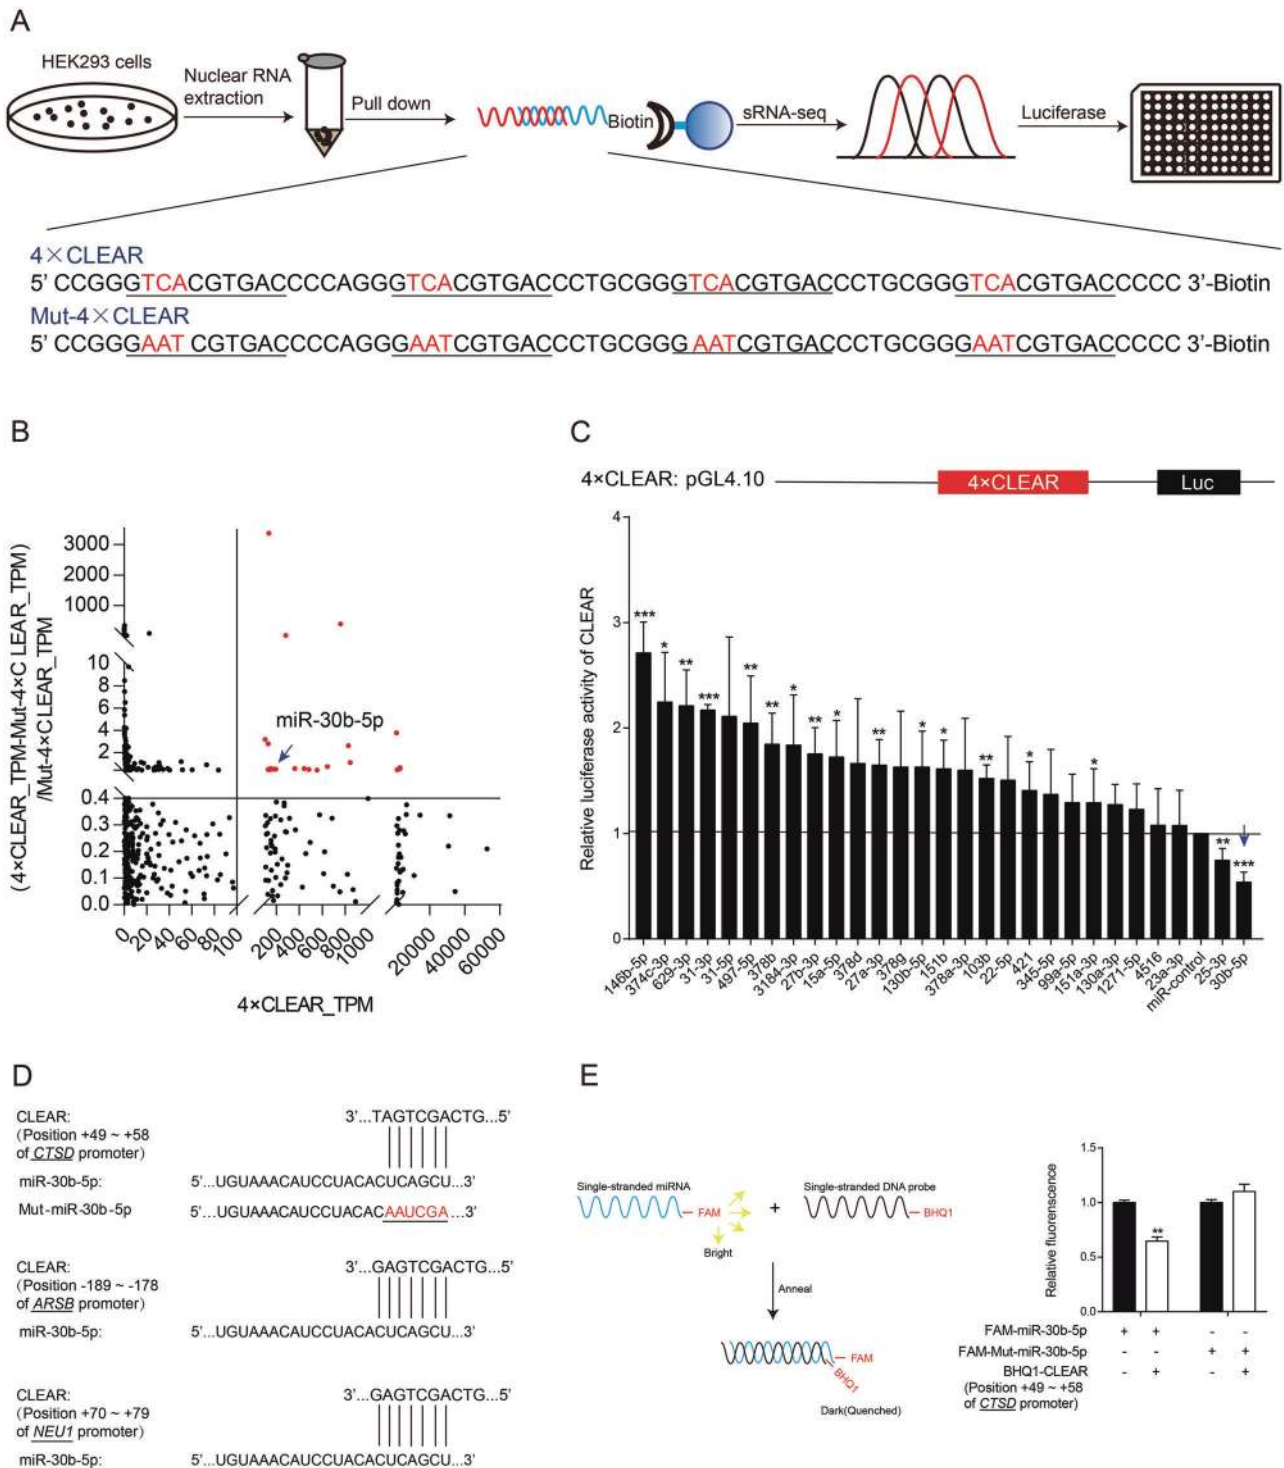 A
HEK293 cells
Nuclear RNA
extraction
Pull down
Biotin
sRNA-seq
Luciferase
4×CLEAR
5' CCGGGTCACGTGACCCCAGGGTCACGTGACCCTGCGGGTCACGTGACCCTGCGGGTCACGTGACCCCC 3'-Biotin
Mut-4×CLEAR
5' CCGGGAAT CGTGACCCCAGGGAATCGTGACCCTGCGGG AATCGTGACCCTGCGGGAATCGTGACCCCC 3'-Biotin
B
(4×CLEAR_TPM-Mut-4×C LEAR_TPM)
/Mut-4×CLEAR_TPM
3000
2000
1000
10
8
6
4
2
0.4
0.3
0.2
0.1
0.0
miR-30b-5p
0 20 40 60 80 100 200 400 600 800 1000 20000 40000 60000
4×CLEAR_TPM
C
4×CLEAR: pGL4.10
4×CLEAR
Luc
Relative luciferase activity of CLEAR
4
3
2
1
0
*** * ** *** ** ** * ** * ** * * ** * * ** ***
146b-5p 374c-3p 629-3p 31-3p 31-5p 497-5p 378b 3184-3p 27b-3p 15a-5p 378d 27a-3p 378g 130b-5p 151b 378a-3p 103b 22-5p 421 345-5p 99a-5p 151a-3p 130a-3p 1271-5p 4516 23a-3p miR-control 25-3p 30b-5p
D
CLEAR:
(Position +49 ~ +58
of CTSD promoter)
3'...TAGTCGACTG...5'
miR-30b-5p:
5'...UGUAAACAUCCUACACUCAGCU...3'
Mut-miR-30b-5p
5'...UGUAAACAUCCUACACAAUCGA...3'
CLEAR:
(Position -189 ~ -178
of ARSB promoter)
3'...GAGTCGACTG...5'
miR-30b-5p:
5'...UGUAAACAUCCUACACUCAGCU...3'
CLEAR:
(Position +70 ~ +79
of NEU1 promoter)
3'...GAGTCGACTG...5'
miR-30b-5p:
5'...UGUAAACAUCCUACACUCAGCU...3'
E
Single-stranded miRNA
FAM
Bright
+
Single-stranded DNA probe
BHQ1
Anneal
FAM
BHQ1
Dark(Quenched)
Relative fluorescence
1.5
1.0
0.5
0.0
**
FAM-miR-30b-5p + + - -
FAM-Mut-miR-30b-5p - - + +
BHQ1-CLEAR - + - +
(Position +49 ~ +58
of CTSD promoter)